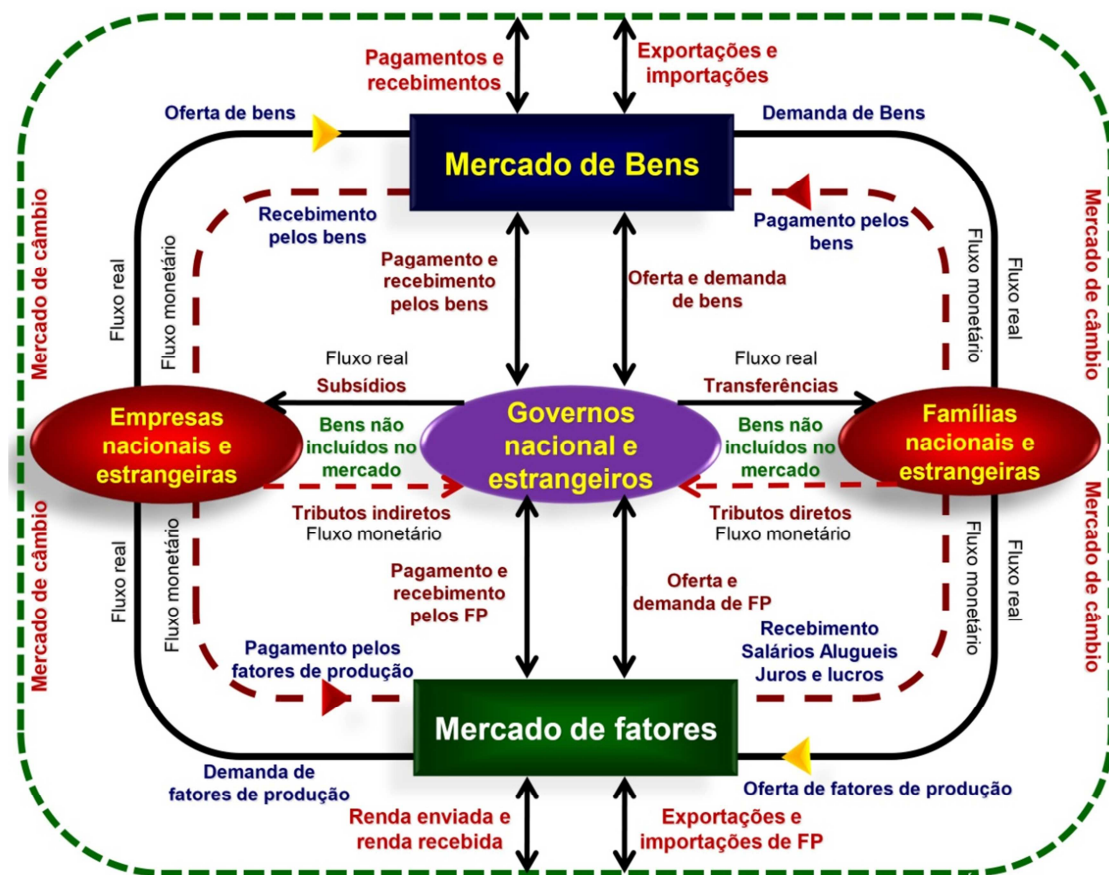 Pagamentos e
recebimentos
Exportações e
importações
Oferta de bens
Demanda de Bens
Mercado de Bens
Recebimento
pelos bens
Pagamento pelos
bens
Mercado de câmbio
Fluxo real
Fluxo monetário
Pagamento e
recebimento
pelos bens
Oferta e demanda
de bens
Fluxo monetário
Fluxo real
Mercado de câmbio
Fluxo real
Subsídios
Fluxo real
Transferências
Empresas
nacionais e
estrangeiras
Bens não
incluídos no
mercado
Governos
nacional e
estrangeiros
Bens não
incluídos no
mercado
Famílias
nacionais e
estrangeiras
Tributos indiretos
Fluxo monetário
Tributos diretos
Fluxo monetário
Mercado de câmbio
Fluxo real
Fluxo monetário
Pagamento e
recebimento
pelos FP
Oferta e
demanda de FP
Fluxo monetário
Fluxo real
Mercado de câmbio
Pagamento pelos
fatores de produção
Recebimento
Salários Alugueis
Juros e lucros
Mercado de fatores
Demanda de
fatores de produção
Oferta de fatores de produção
Renda enviada e
renda recebida
Exportações e
importações de FP